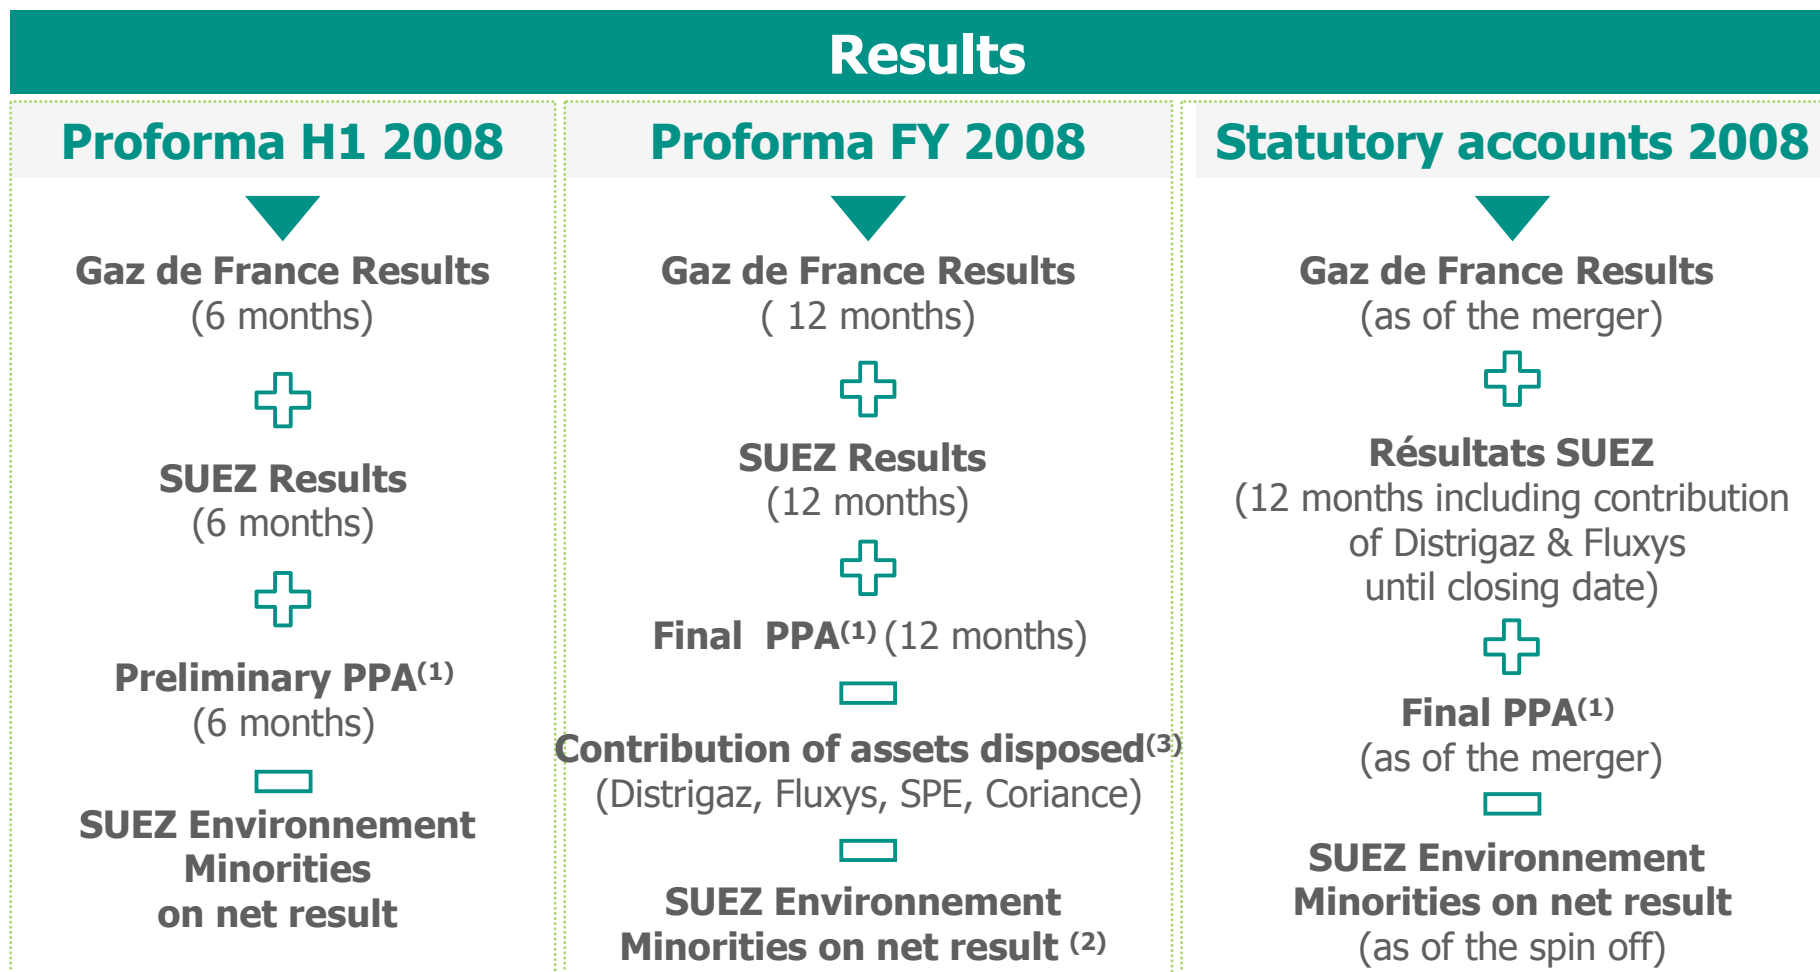 Results
Proforma H1 2008
Gaz de France Results
(6 months)
SUEZ Results
(6 months)
Preliminary PPA(1)
(6 months)
SUEZ Environnement
Minorities
on net result
Proforma FY 2008
Gaz de France Results
( 12 months)
SUEZ Results
(12 months)
Final PPA(1) (12 months)
Contribution of assets disposed(3)
(Distrigaz, Fluxys, SPE, Coriance)
SUEZ Environnement
Minorities on net result (2)
Statutory accounts 2008
Gaz de France Results
(as of the merger)
Résultats SUEZ
(12 months including contribution
of Distrigaz & Fluxys
until closing date)
Final PPA(1)
(as of the merger)
SUEZ Environnement
Minorities on net result
(as of the spin off)